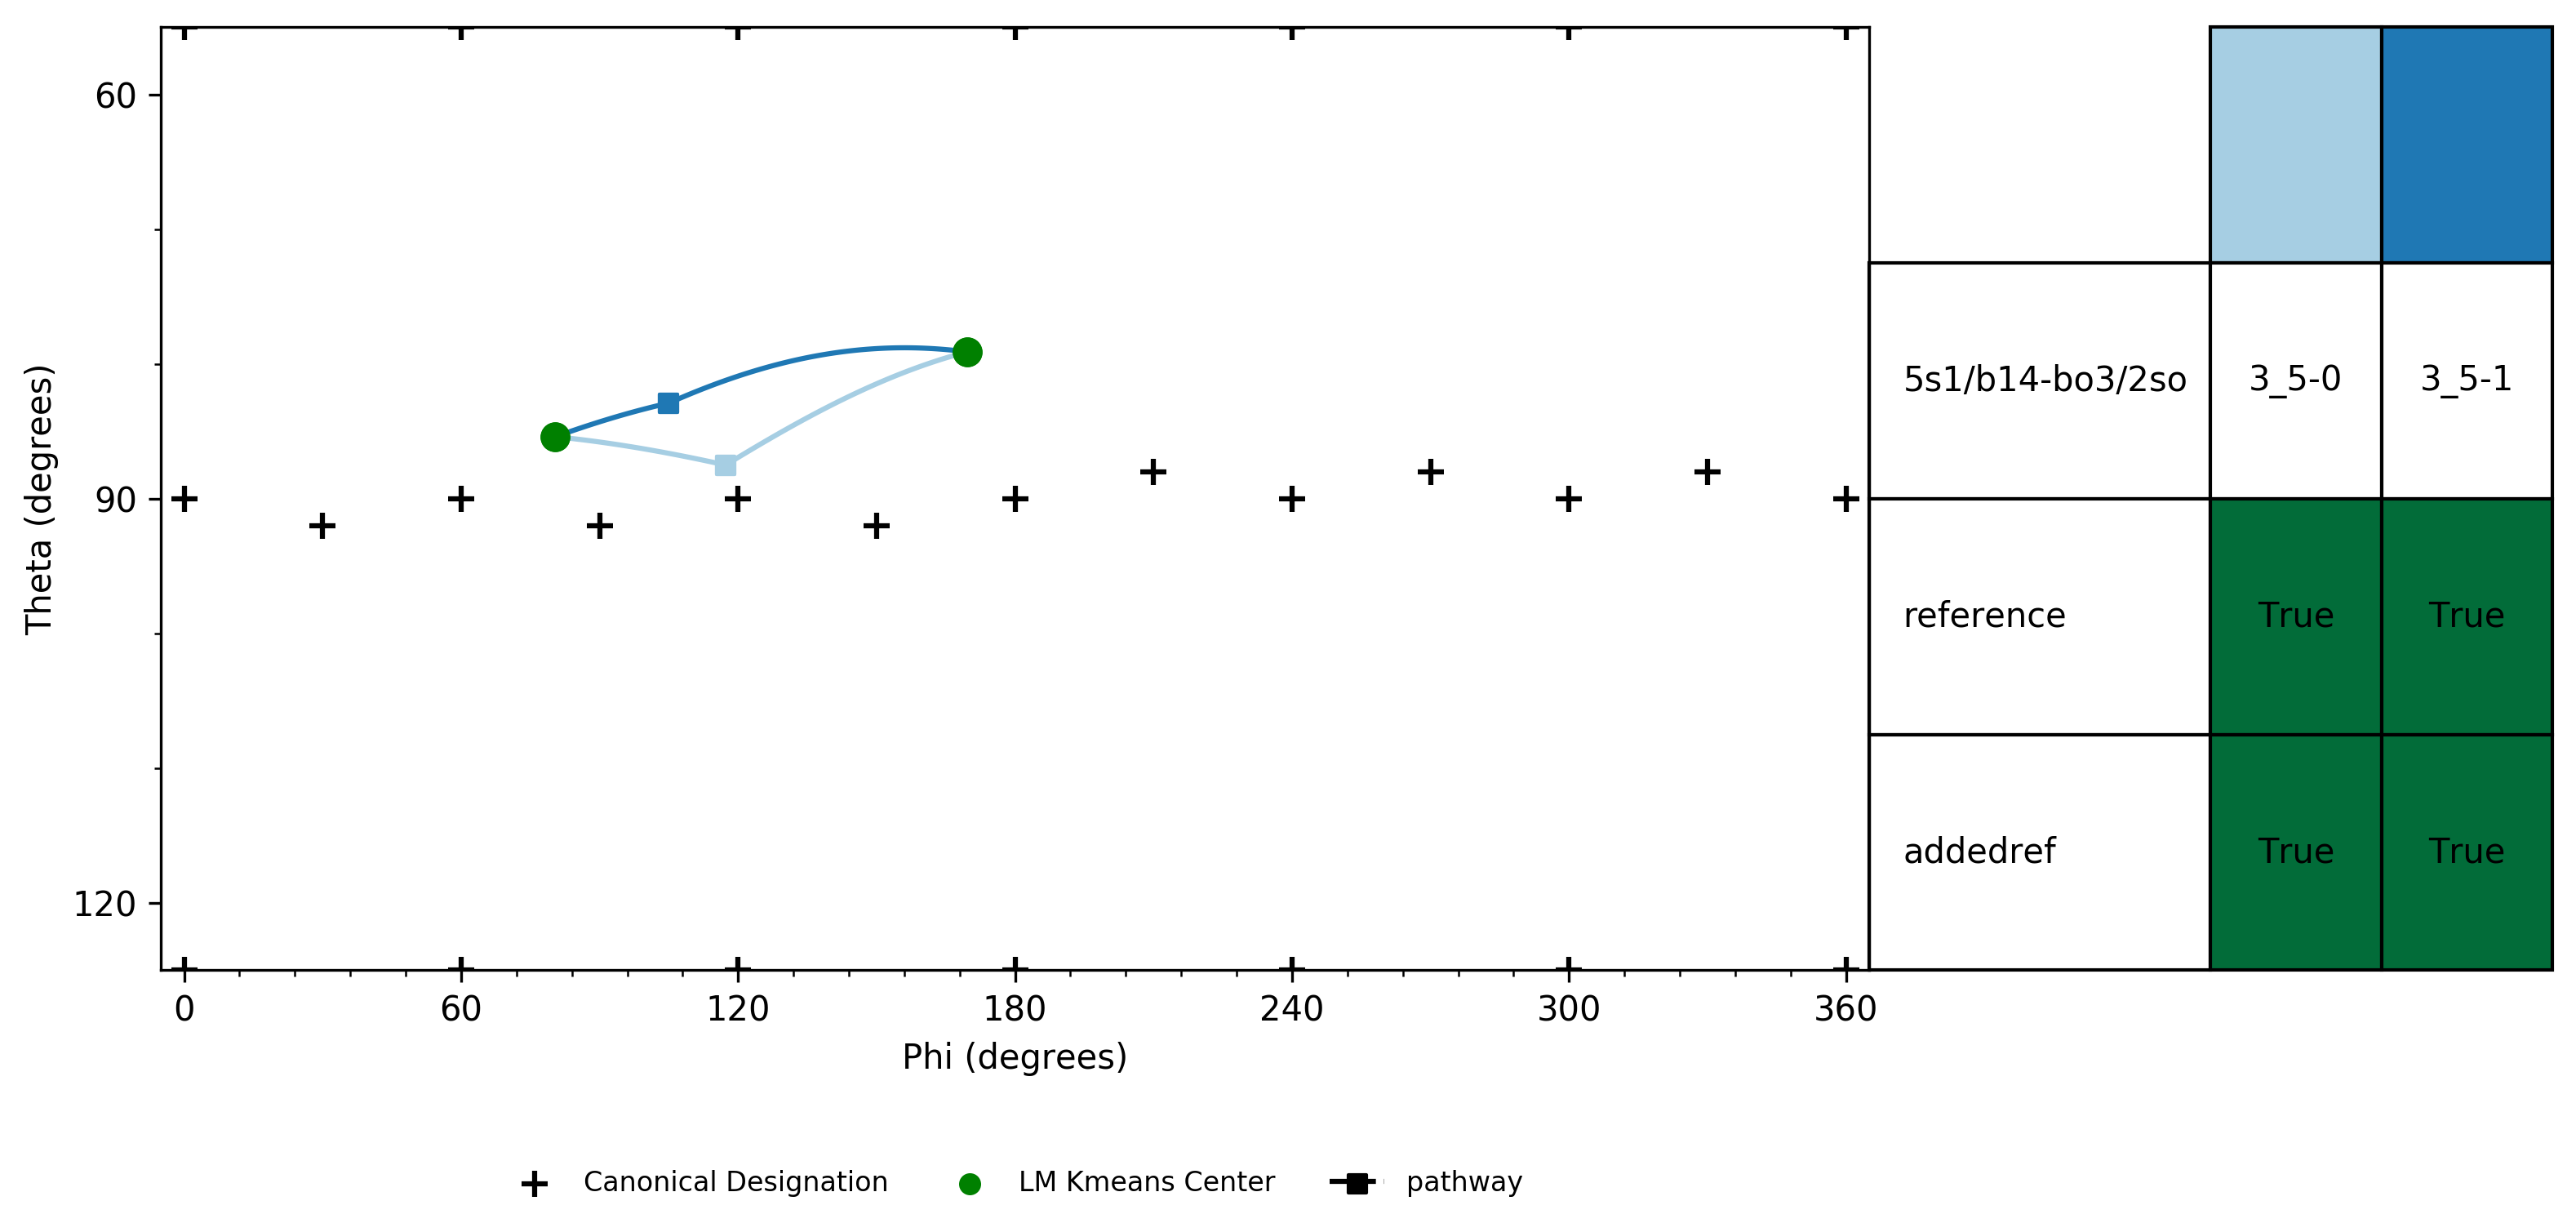 60
90
120
Theta (degrees)
0 60 120 180 240 300 360
Phi (degrees)
5s1/b14-bo3/2so 3_5-0 3_5-1
reference True True
addedref True True
Canonical Designation LM Kmeans Center pathway